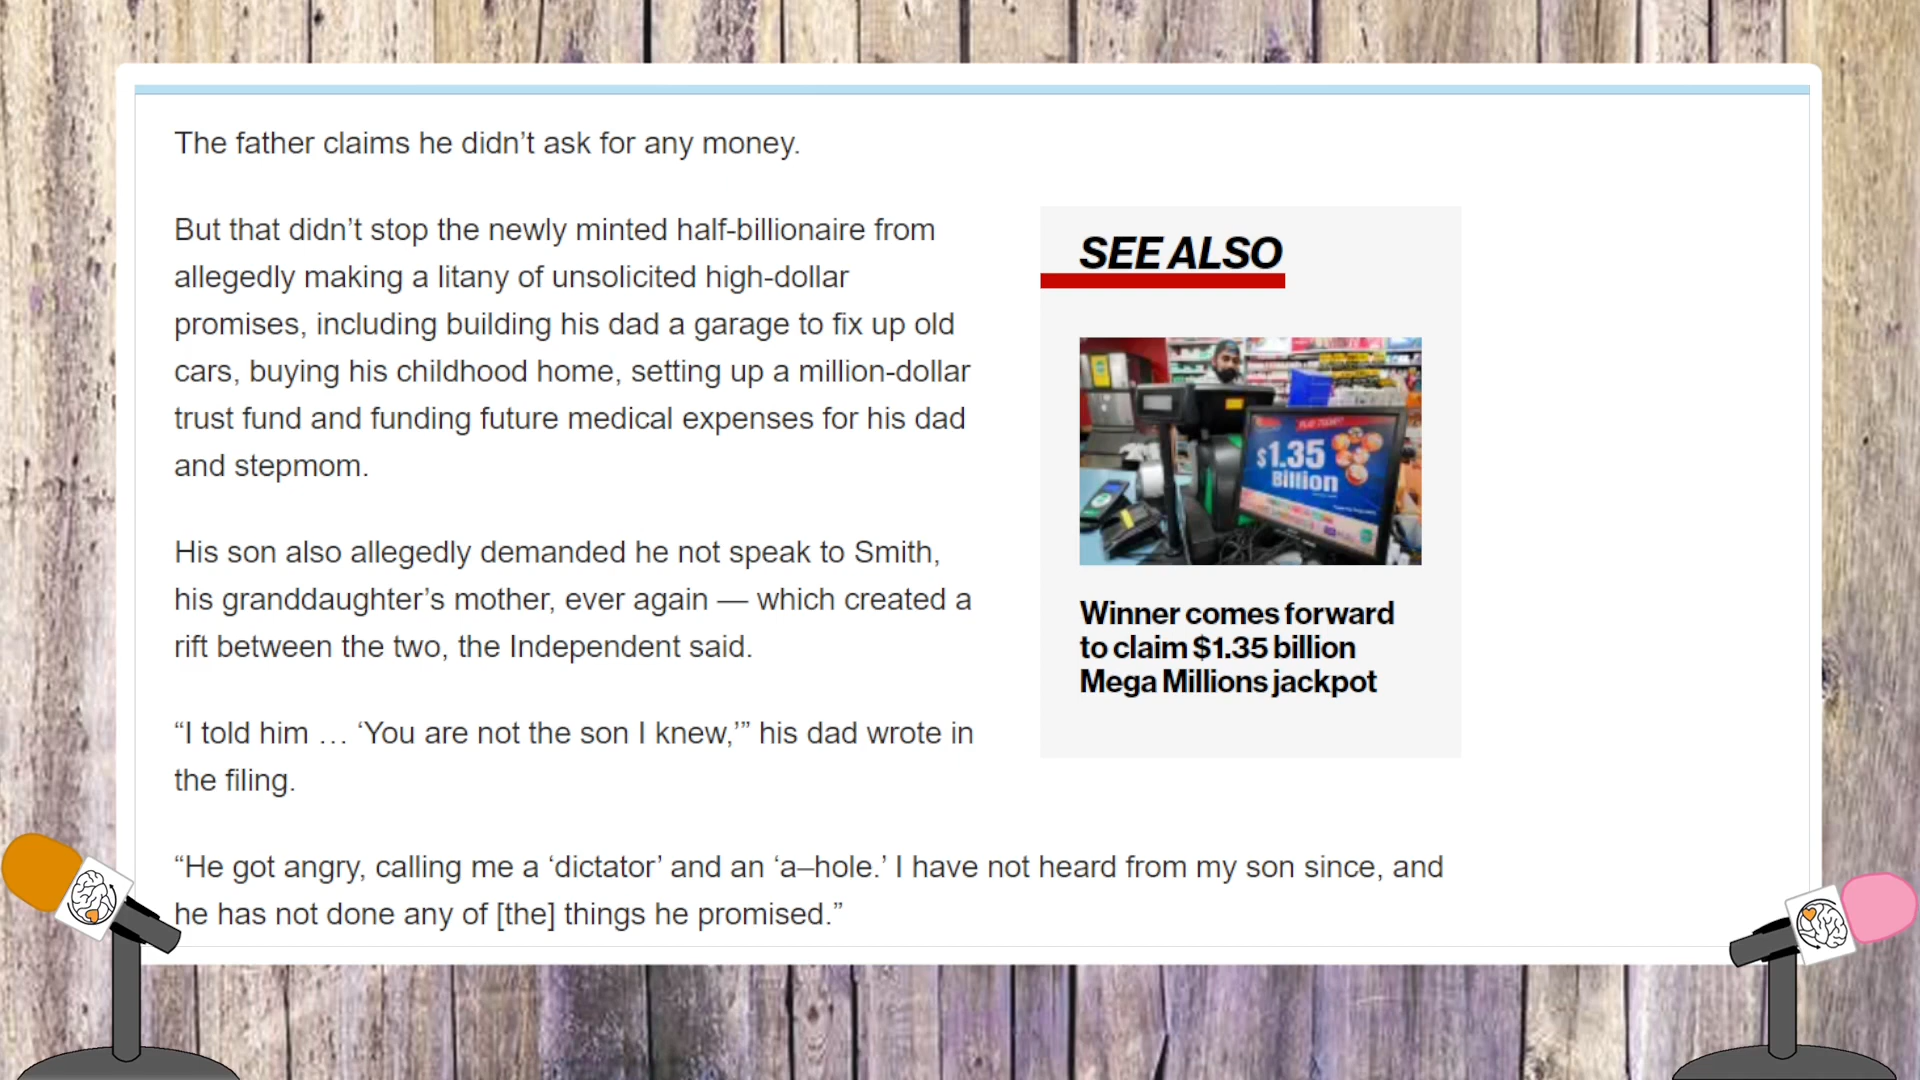 The father claims he didn’t ask for any money.
But that didn’t stop the newly minted half-billionaire from
allegedly making a litany of unsolicited high-dollar
promises, including building his dad a garage to fix up old
cars, buying his childhood home, setting up a million-dollar
trust fund and funding future medical expenses for his dad
and stepmom.
His son also allegedly demanded he not speak to Smith,
his granddaughter’s mother, ever again — which created a
rift between the two, the Independent said.
“I told him … ‘You are not the son I knew,’” his dad wrote in
the filing.
“He got angry, calling me a ‘dictator’ and an ‘a–hole.’ I have not heard from my son since, and
he has not done any of [the] things he promised.”
SEE ALSO
$1.35
Billion
Winner comes forward
to claim $1.35 billion
Mega Millions jackpot